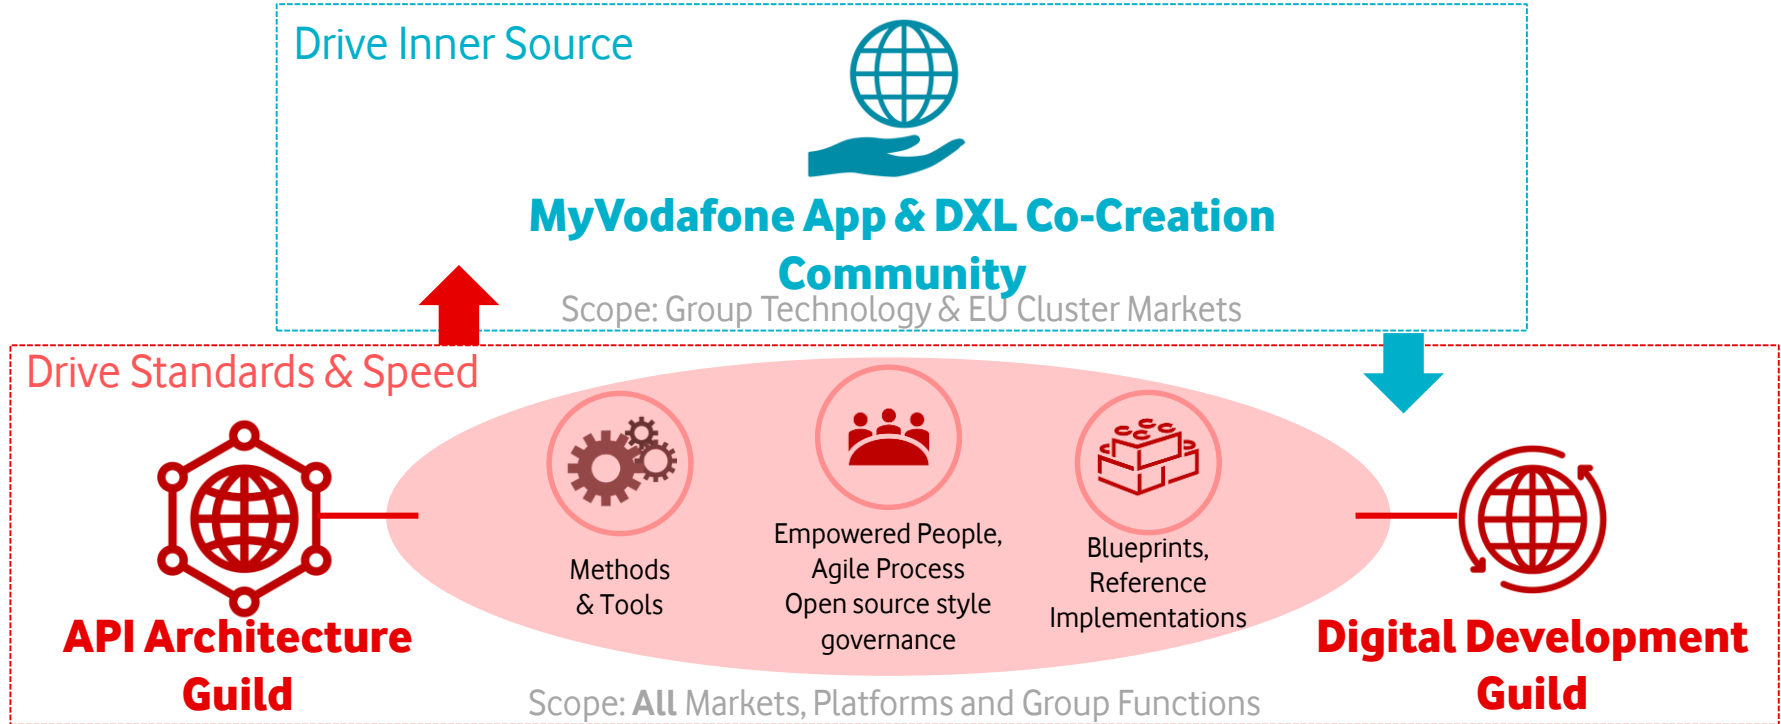 Drive Inner Source
MyVodafone App & DXL Co-Creation
Community
Scope: Group Technology & EU Cluster Markets
Drive Standards & Speed
Methods
& Tools
Empowered People,
Agile Process
Open source style
governance
Blueprints,
Reference
Implementations
API Architecture
Guild
Digital Development
Guild
Scope: All Markets, Platforms and Group Functions